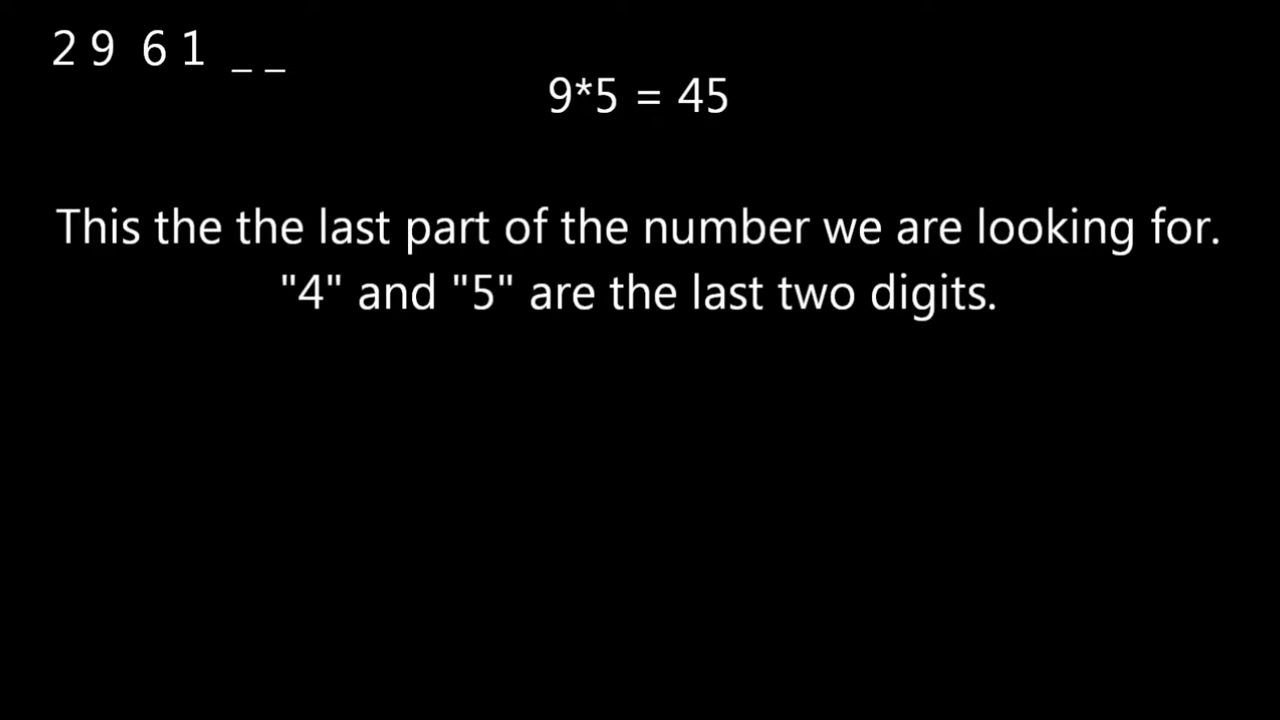 2 9 6 1 _ _
9*5 = 45
This the the last part of the number we are looking for.
"4" and "5" are the last two digits.